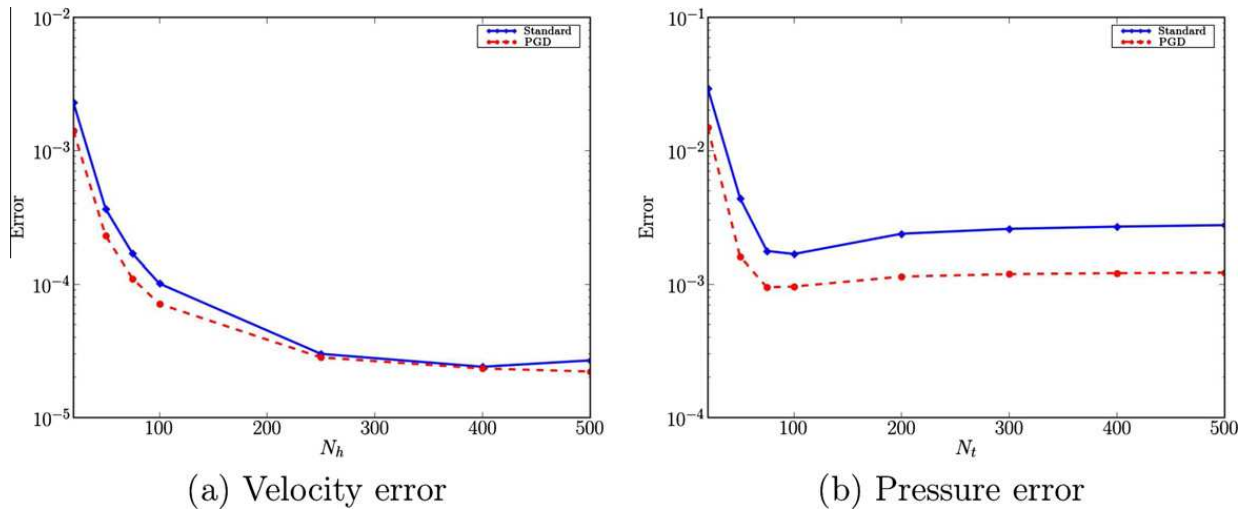 10⁻²
10⁻³
10⁻⁴
10⁻⁵
Error
100
200
300
400
500
N_h
Standard
PGD
(a) Velocity error
10⁻¹
10⁻²
10⁻³
10⁻⁴
Error
100
200
300
400
500
N_t
Standard
PGD
(b) Pressure error